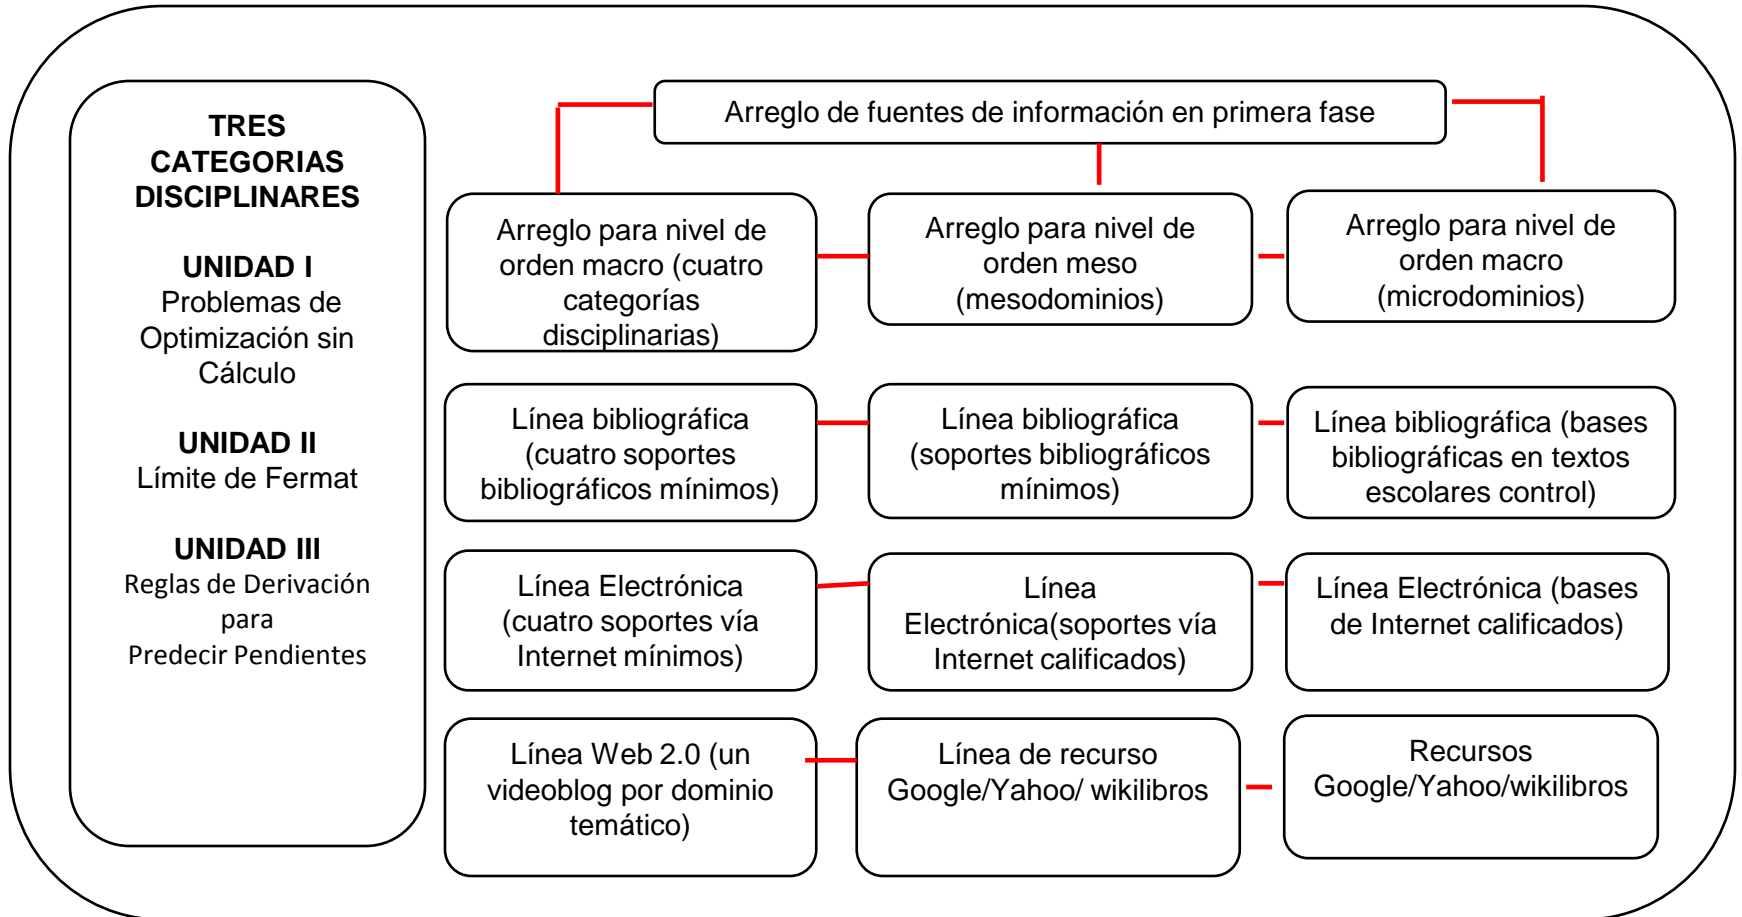 TRES
CATEGORIAS
DISCIPLINARES
UNIDAD I
Problemas de
Optimización sin
Cálculo
UNIDAD II
Límite de Fermat
UNIDAD III
Reglas de Derivación
para
Predecir Pendientes
Arreglo de fuentes de información en primera fase
Arreglo para nivel de
orden macro (cuatro
categorías
disciplinarias)
Arreglo para nivel de
orden meso
(mesodominios)
Arreglo para nivel de
orden macro
(microdominios)
Línea bibliográfica
(cuatro soportes
bibliográficos mínimos)
Línea bibliográfica
(soportes bibliográficos
mínimos)
Línea bibliográfica (bases
bibliográficas en textos
escolares control)
Línea Electrónica
(cuatro soportes vía
Internet mínimos)
Línea
Electrónica(soportes vía
Internet calificados)
Línea Electrónica (bases
de Internet calificados)
Línea Web 2.0 (un
videoblog por dominio
temático)
Línea de recurso
Google/Yahoo/ wikilibros
Recursos
Google/Yahoo/wikilibros